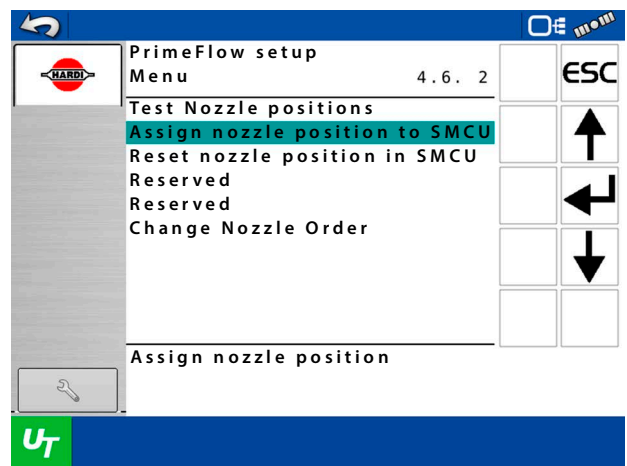 HARDI
PrimeFlow setup
Menu 4.6. 2
ESC
Test Nozzle positions
Assign nozzle position to SMCU
Reset nozzle position in SMCU
Reserved
Reserved
Change Nozzle Order
Assign nozzle position
UT